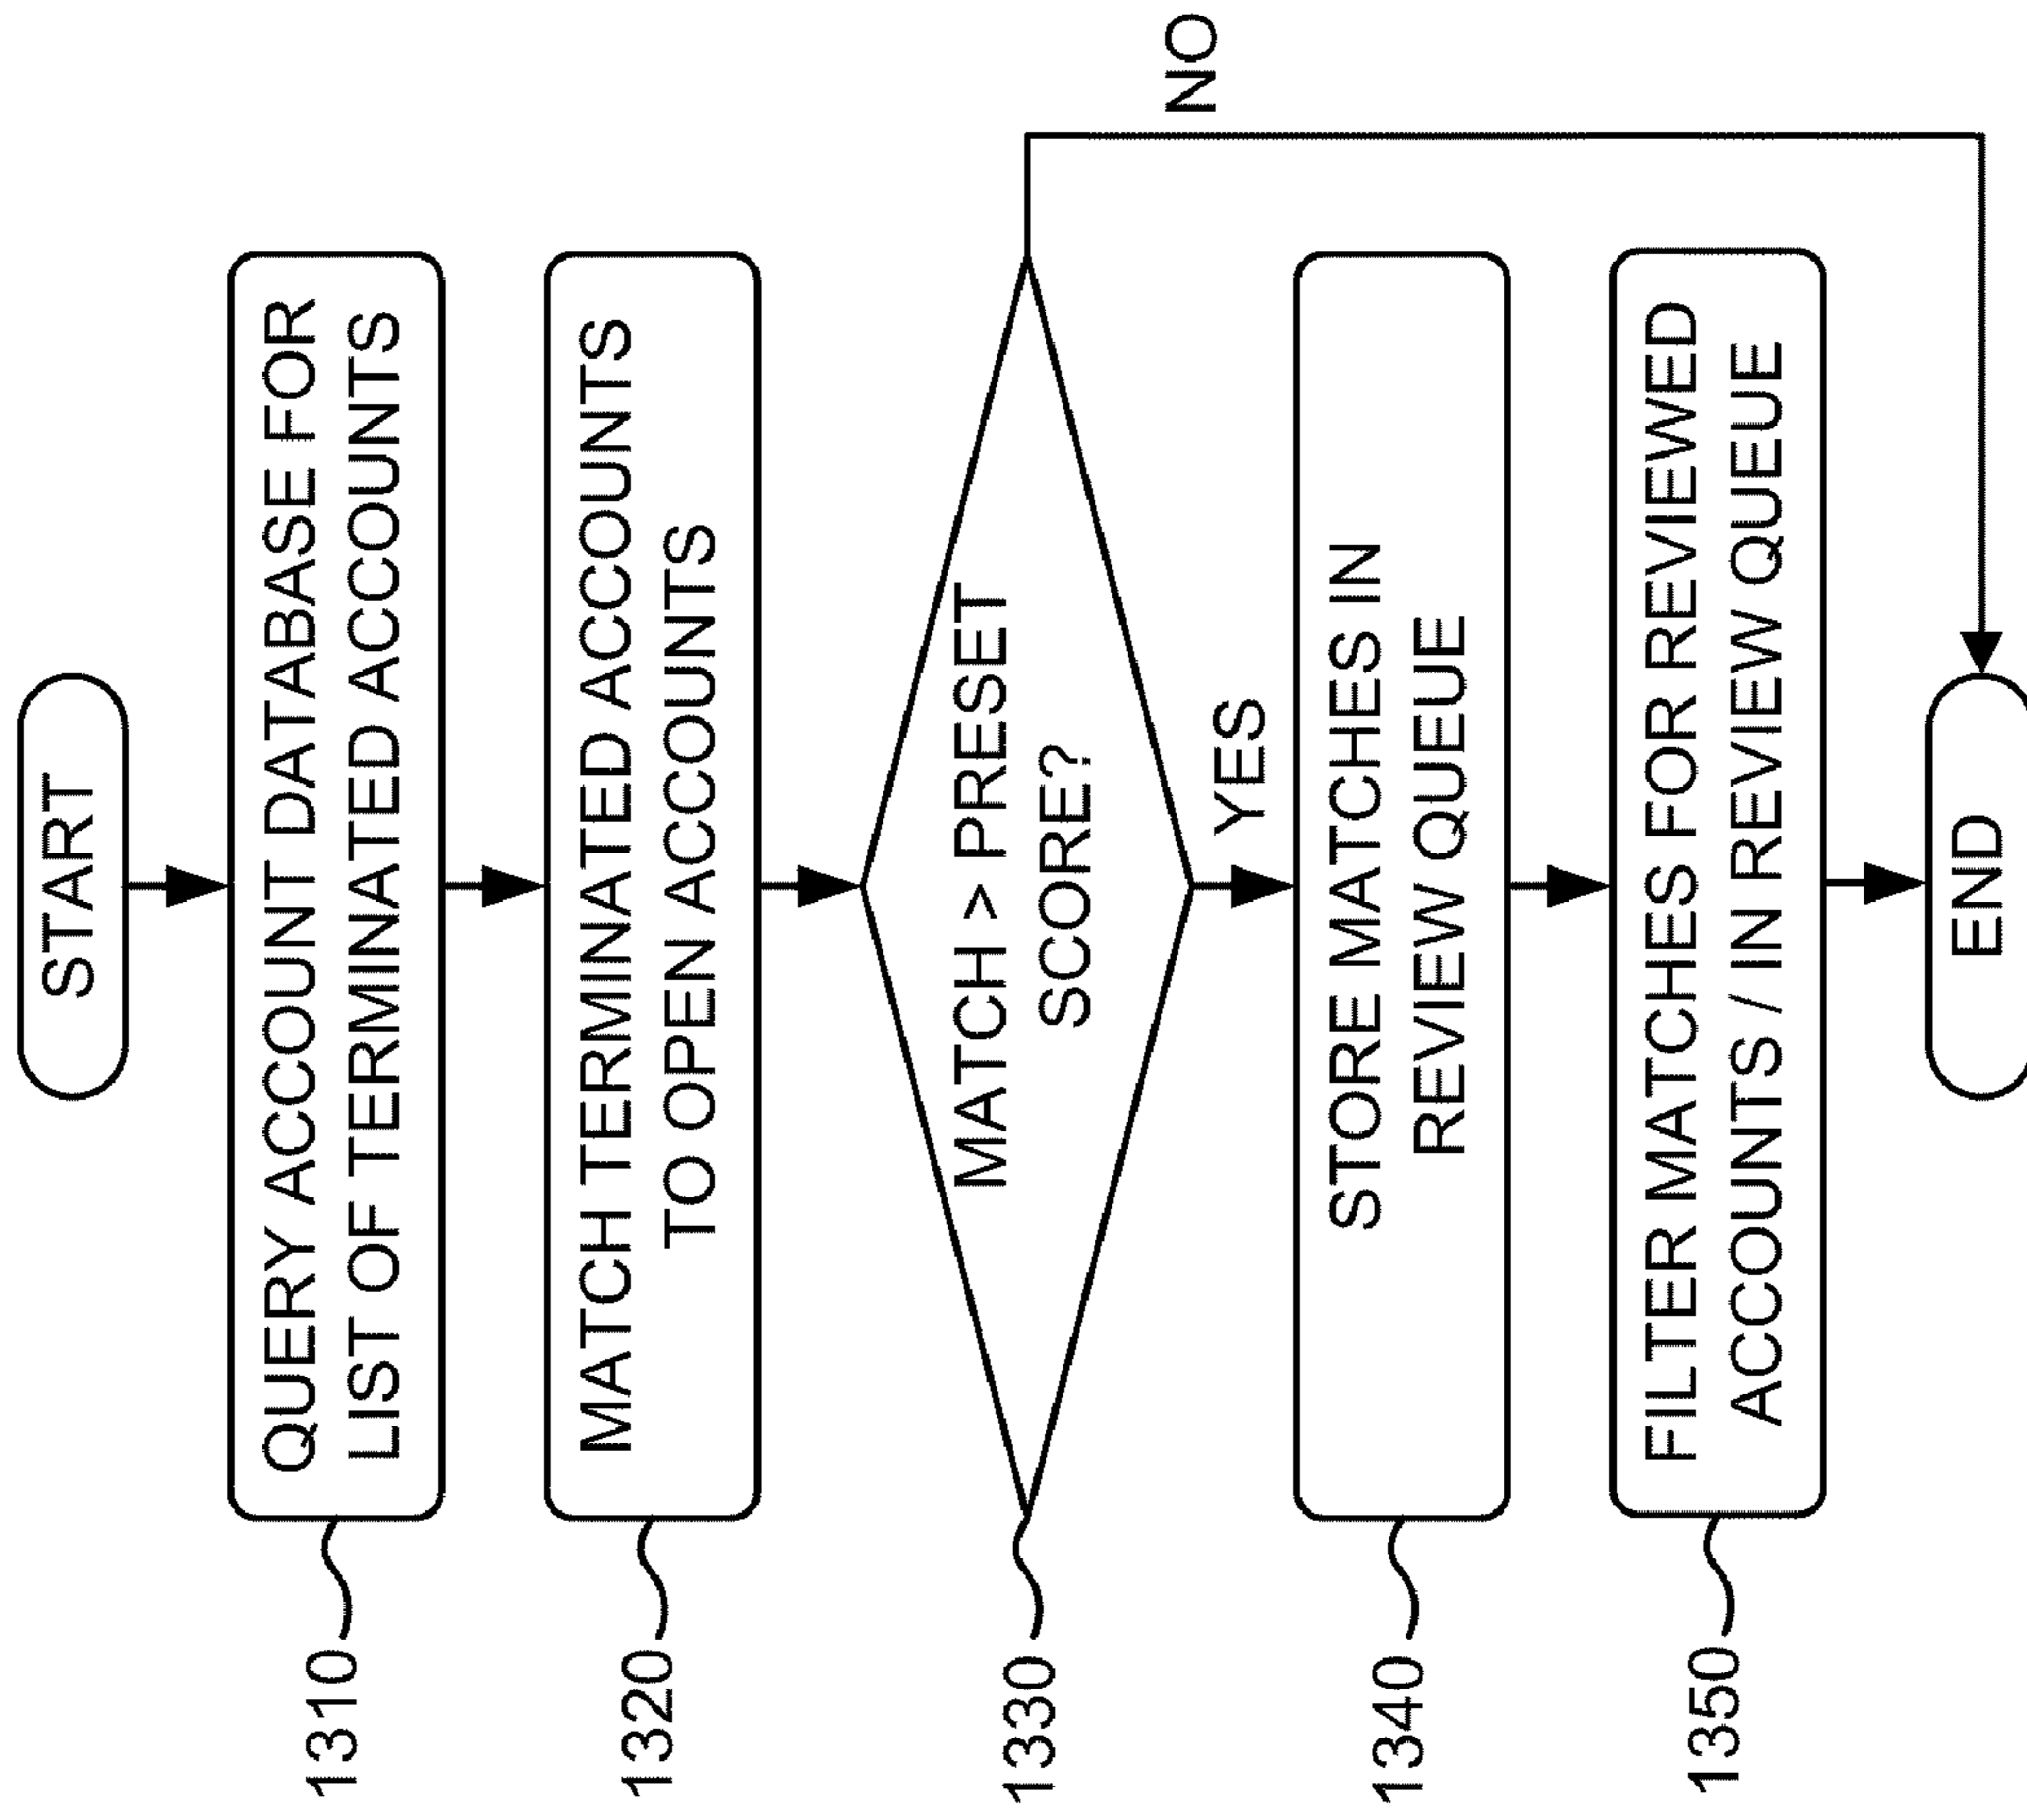 START
1310
QUERY ACCOUNT DATABASE FOR
LIST OF TERMINATED ACCOUNTS
1320
MATCH TERMINATED ACCOUNTS
TO OPEN ACCOUNTS
1330
MATCH > PRESET
SCORE?
NO
YES
1340
STORE MATCHES IN
REVIEW QUEUE
1350
FILTER MATCHES FOR REVIEWED
ACCOUNTS / IN REVIEW QUEUE
END